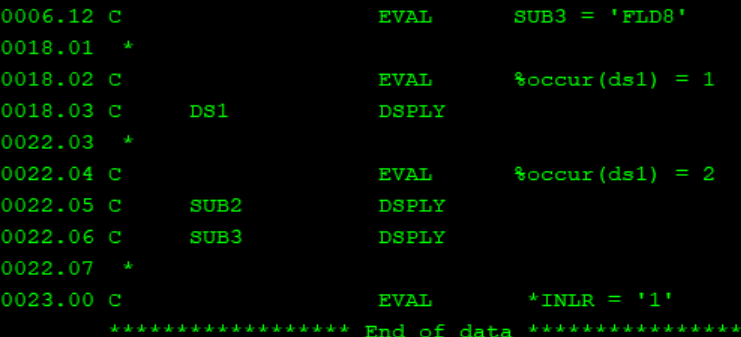 0006.12 C                   EVAL      SUB3 = 'FLD8'
0018.01  *
0018.02 C                   EVAL      %occur(ds1) = 1
0018.03 C     DS1           DSPLY
0022.03  *
0022.04 C                   EVAL      %occur(ds1) = 2
0022.05 C     SUB2          DSPLY
0022.06 C     SUB3          DSPLY
0022.07  *
0023.00 C                   EVAL       *INLR = '1'
****************** End of data ****************